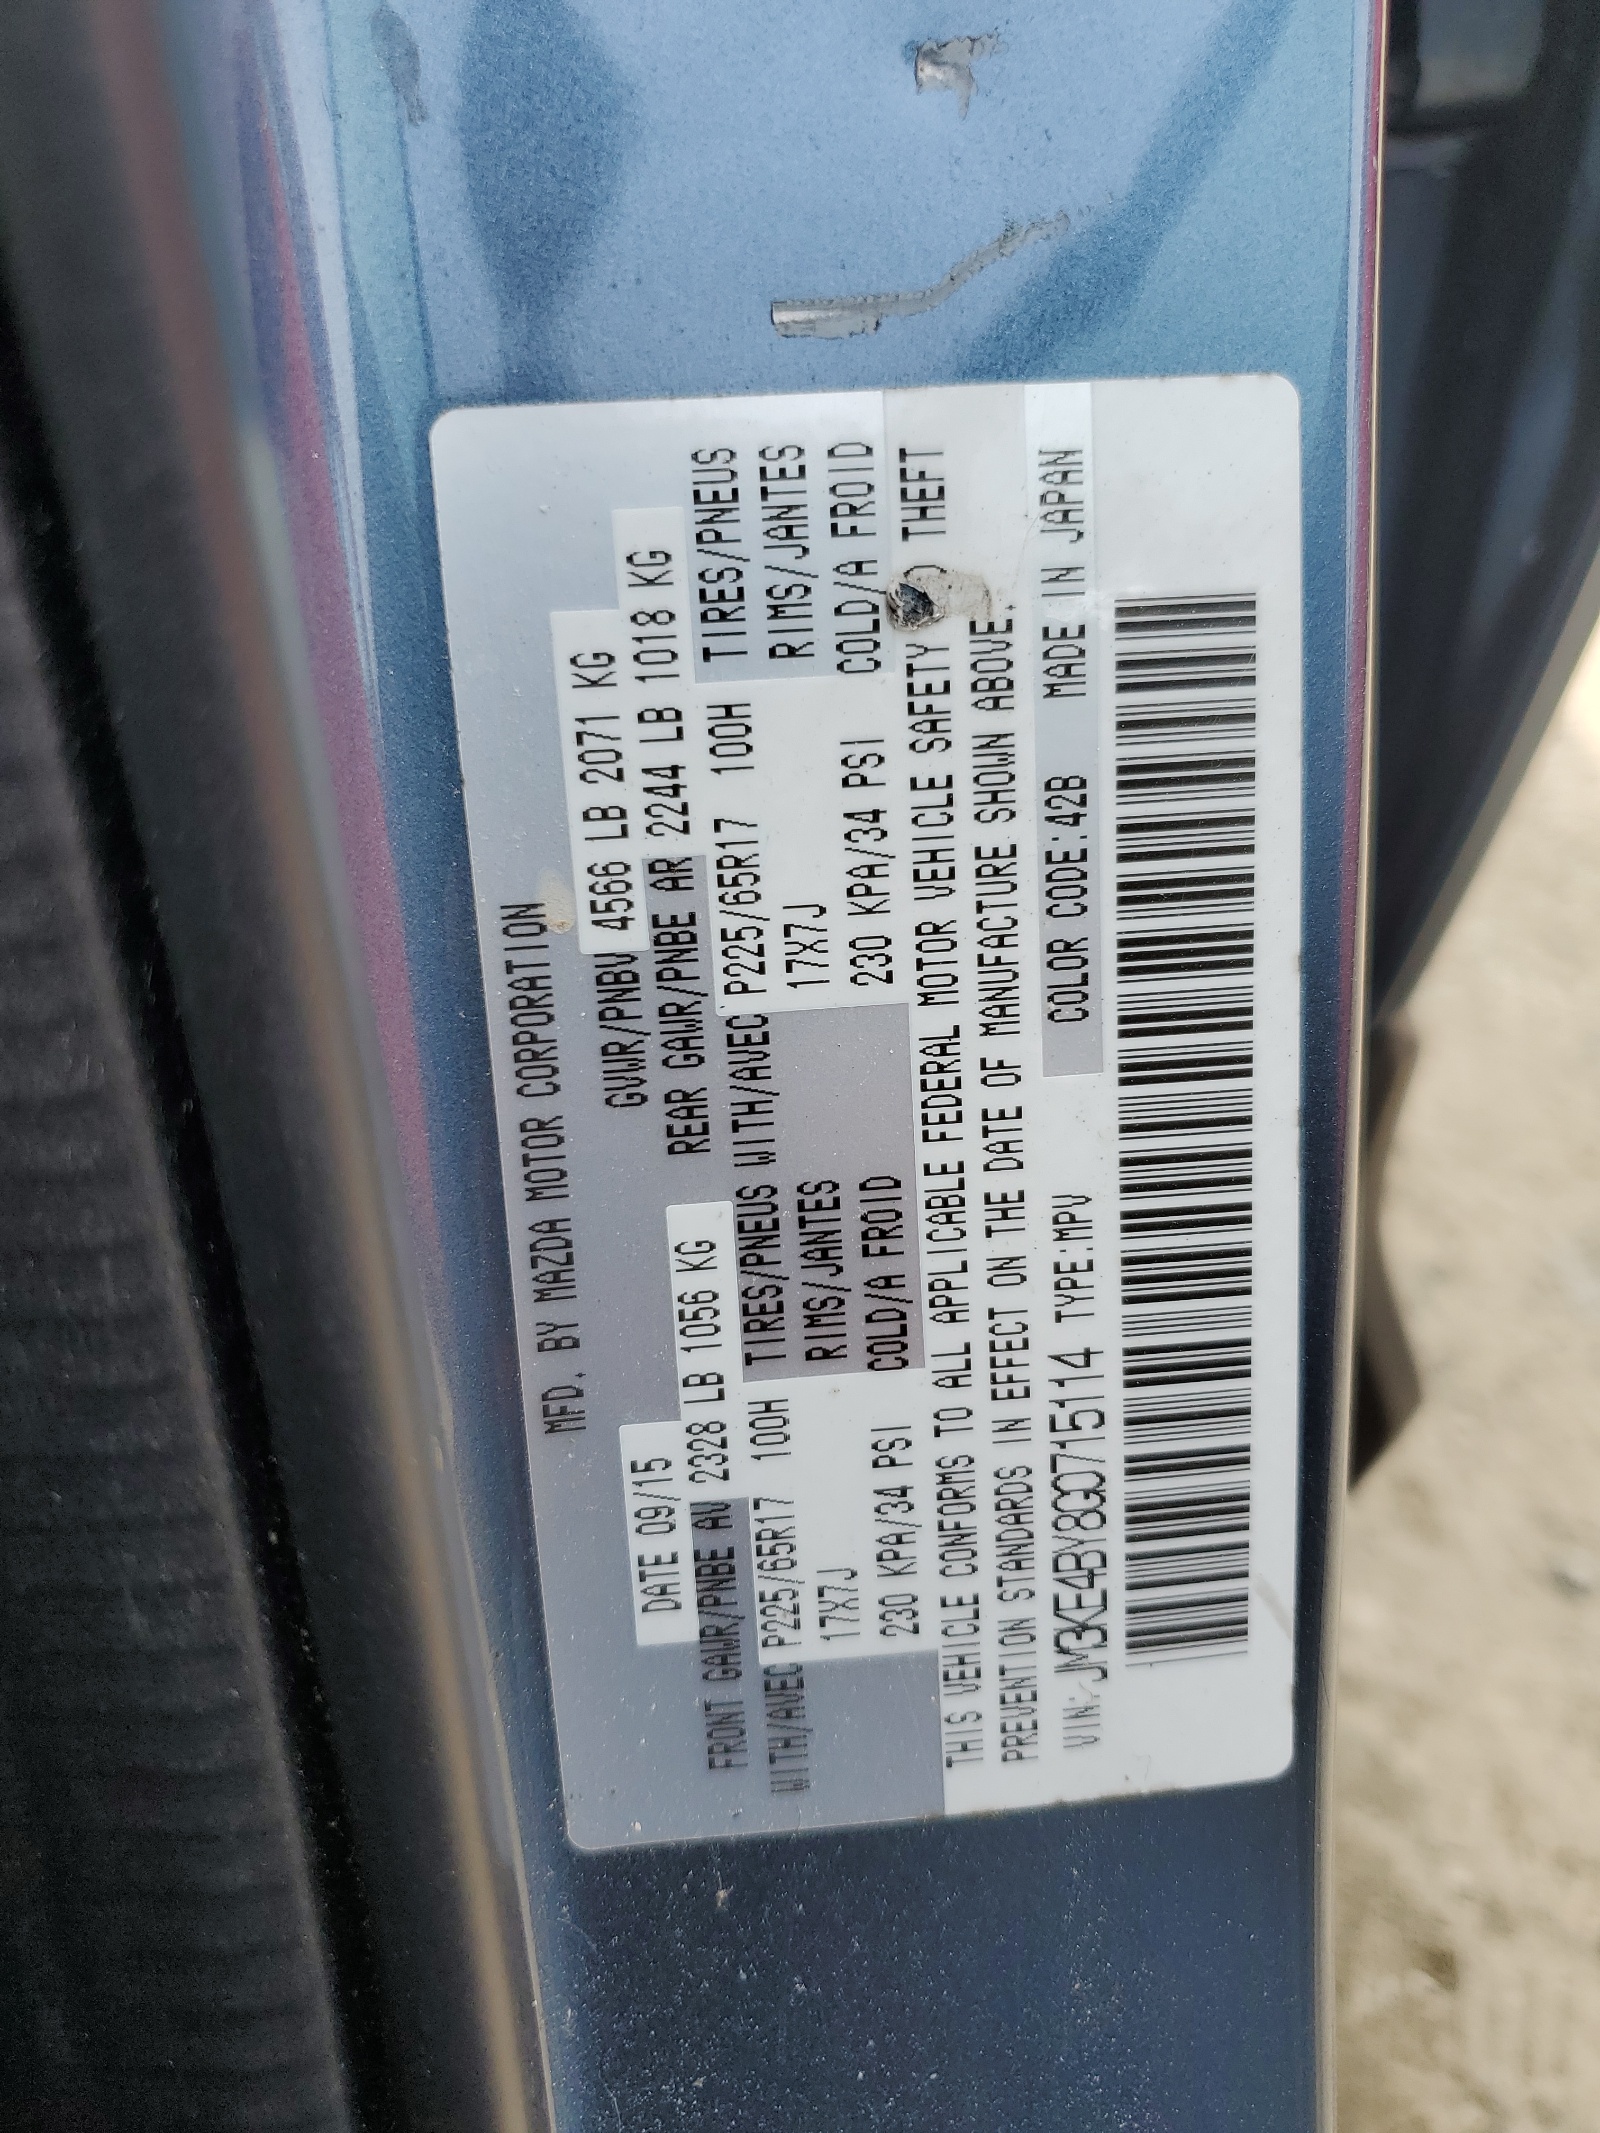 MFD. BY MAZDA MOTOR CORPORATION
DATE 09/15 GVWR/PNBV 4566 LB 2071 KG
FRONT GAWR/PNBE AV 2328 LB 1056 KG REAR GAWR/PNBE AR 2244 LB 1018 KG
WITH/AVEC P225/65R17 100H TIRES/PNEUS WITH/AVEC P225/65R17 100H TIRES/PNEUS
17X7J RIMS/JANTES 17X7J RIMS/JANTES
230 KPA/34 PSI COLD/A FROID 230 KPA/34 PSI COLD/A FROID
THIS VEHICLE CONFORMS TO ALL APPLICABLE FEDERAL MOTOR VEHICLE SAFETY THEFT
PREVENTION STANDARDS IN EFFECT ON THE DATE OF MANUFACTURE SHOWN ABOVE.
VIN: JM3KE4BY8G0715114 TYPE:MPV COLOR CODE:42B MADE IN JAPAN